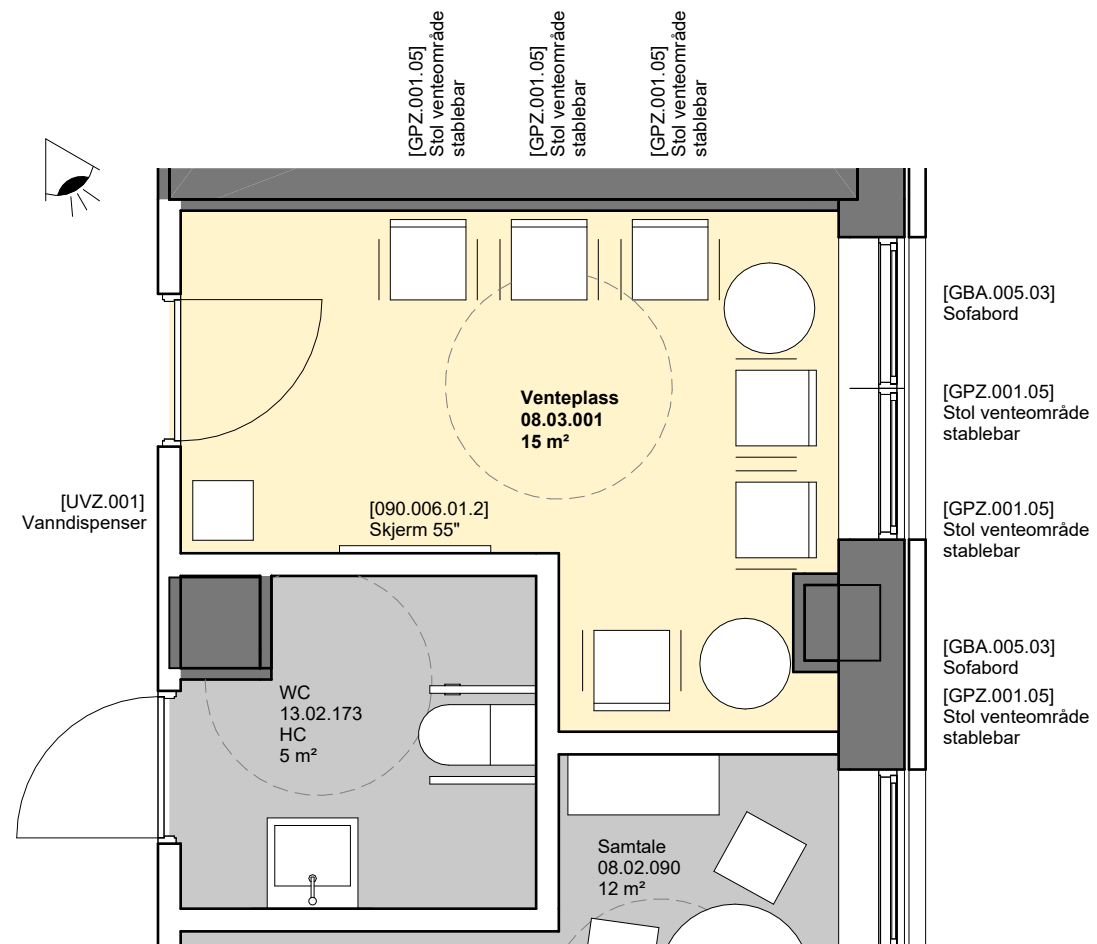 [GPZ.001.05]
Stol venteområde
stablebar
[GPZ.001.05]
Stol venteområde
stablebar
[GPZ.001.05]
Stol venteområde
stablebar
[GBA.005.03]
Sofabord
[GPZ.001.05]
Stol venteområde
stablebar
Venteplass
08.03.001
15 m²
[UVZ.001]
Vanndispenser
[090.006.01.2]
Skjerm 55"
[GPZ.001.05]
Stol venteområde
stablebar
[GBA.005.03]
Sofabord
[GPZ.001.05]
Stol venteområde
stablebar
WC
13.02.173
HC
5 m²
Samtale
08.02.090
12 m²